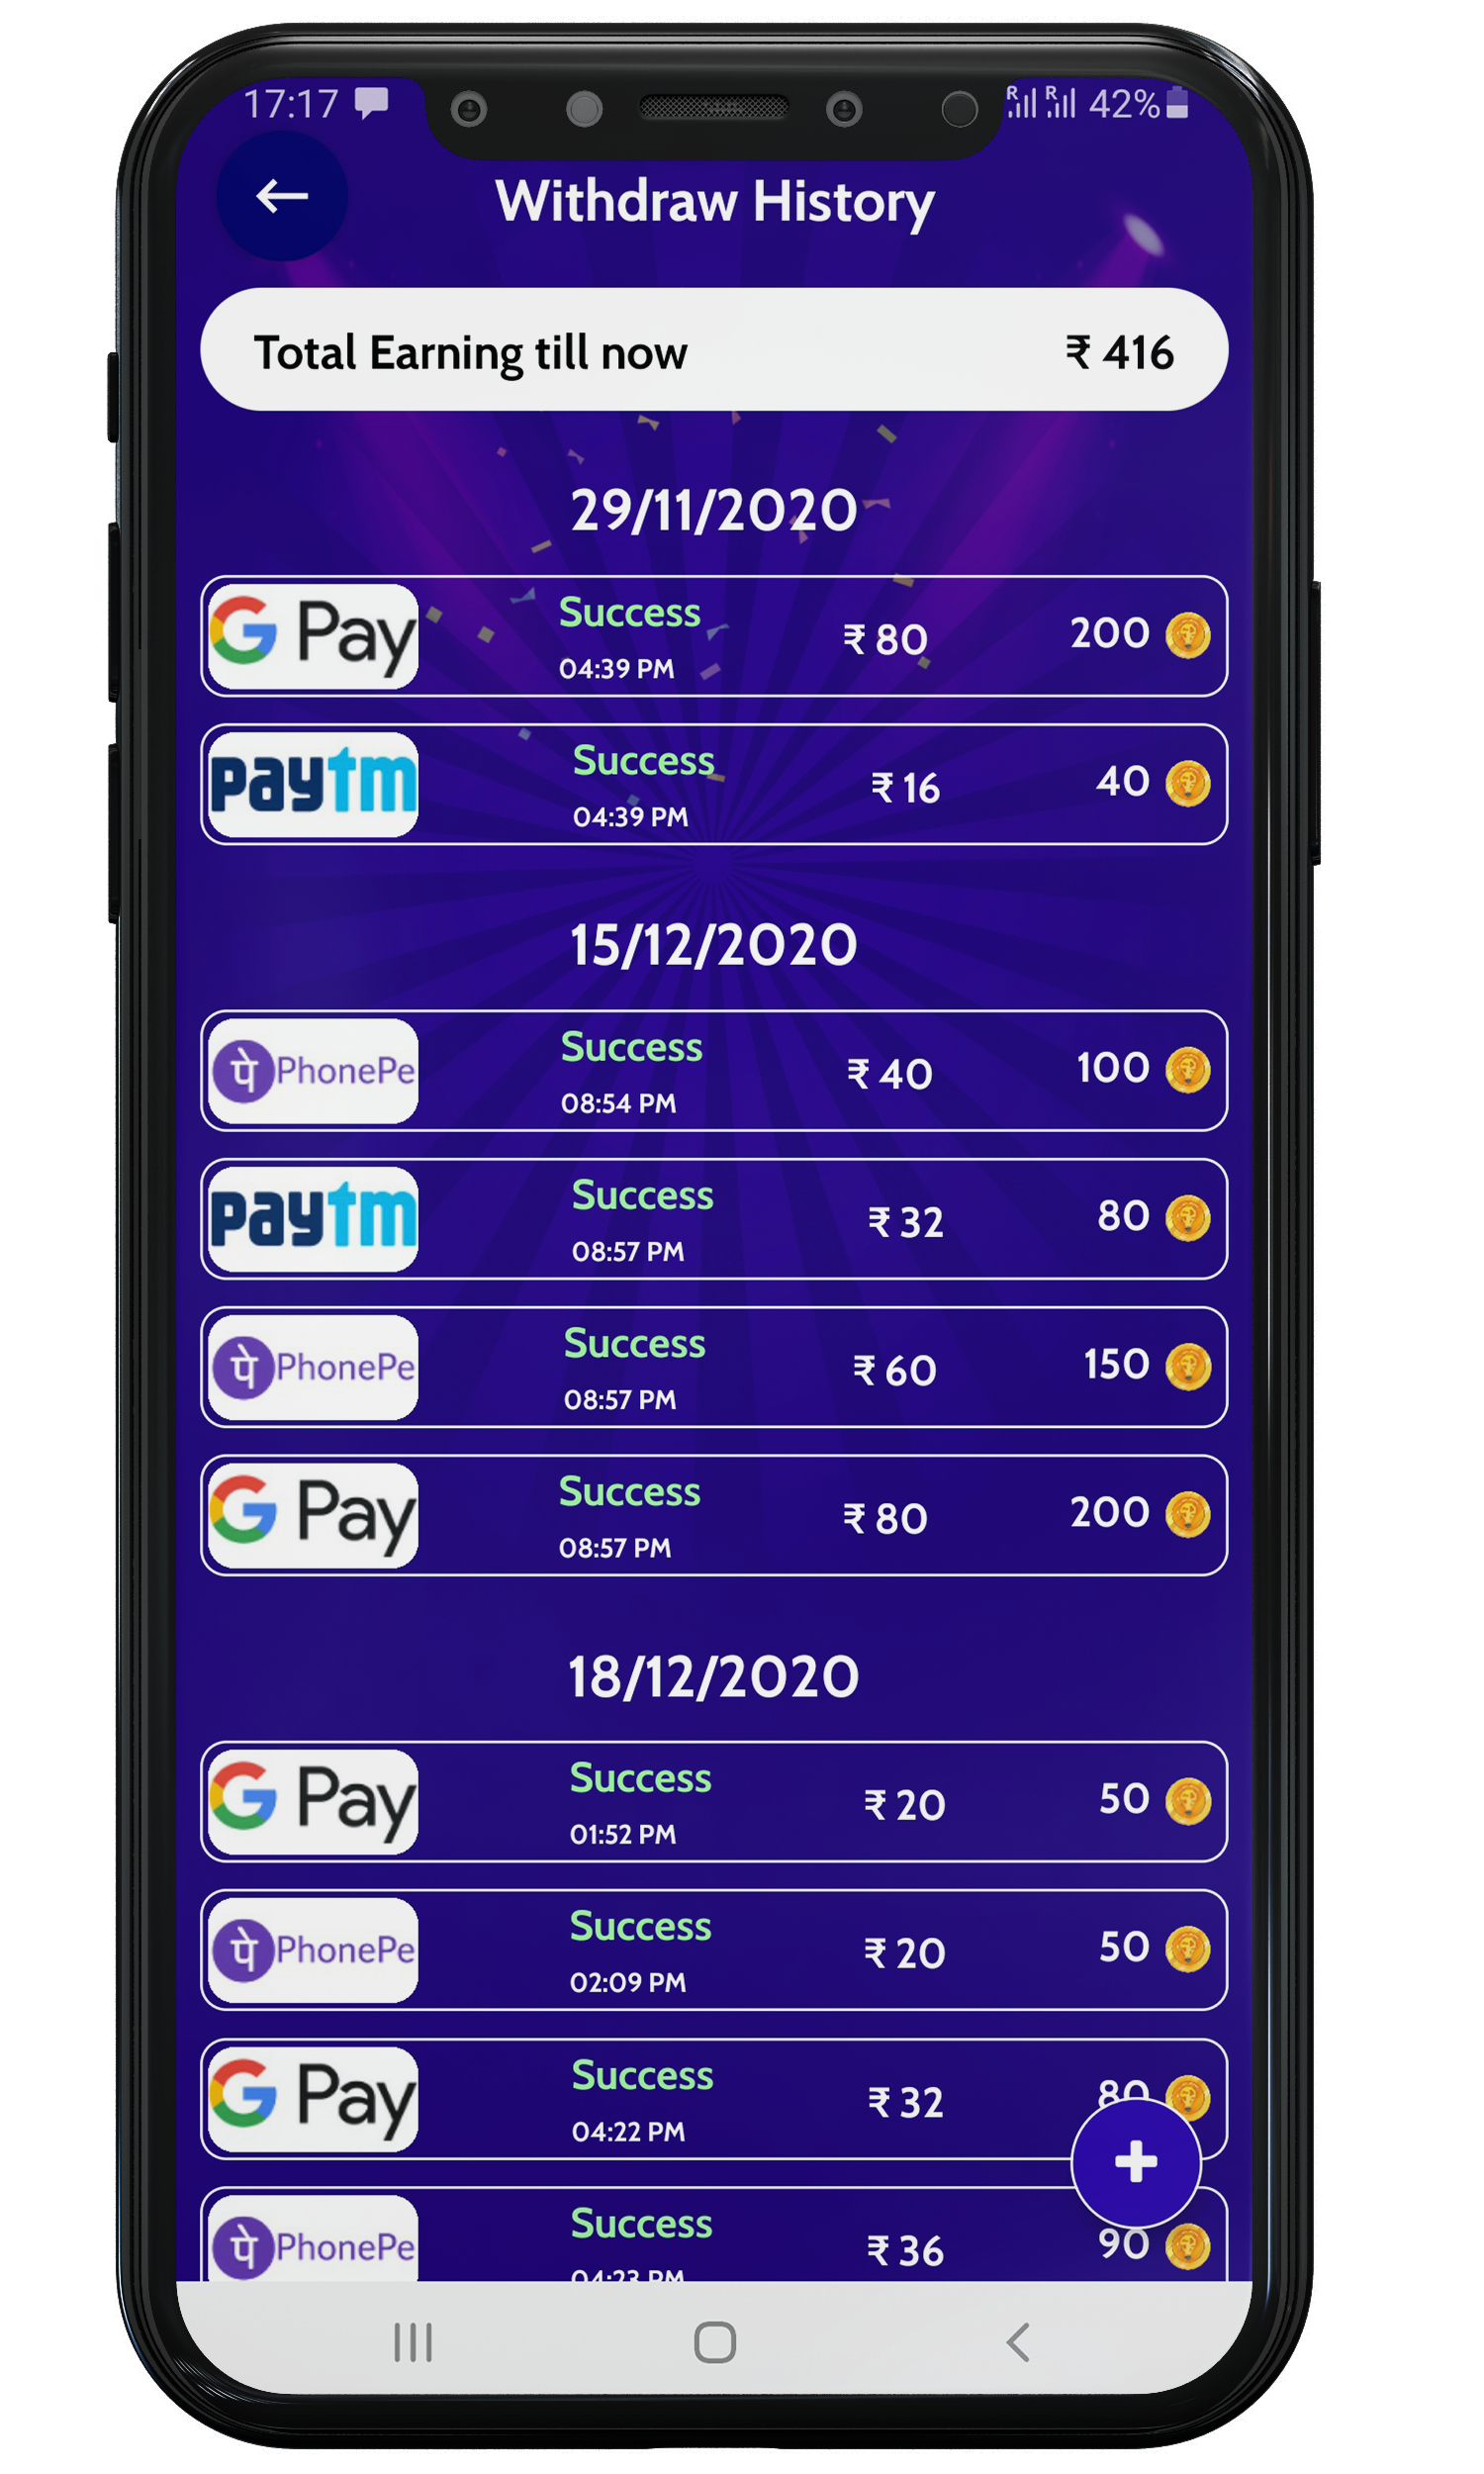 17:17 R R 42%
Withdraw History
Total Earning till now ₹ 416
29/11/2020
G Pay Success ₹ 80 200
04:39 PM
paytm Success ₹ 16 40
04:39 PM
15/12/2020
पे PhonePe Success ₹ 40 100
08:54 PM
paytm Success ₹ 32 80
08:57 PM
पे PhonePe Success ₹ 60 150
08:57 PM
G Pay Success ₹ 80 200
08:57 PM
18/12/2020
G Pay Success ₹ 20 50
01:52 PM
पे PhonePe Success ₹ 20 50
02:09 PM
G Pay Success ₹ 32 80
04:22 PM
पे PhonePe Success ₹ 36 90
04:23 PM